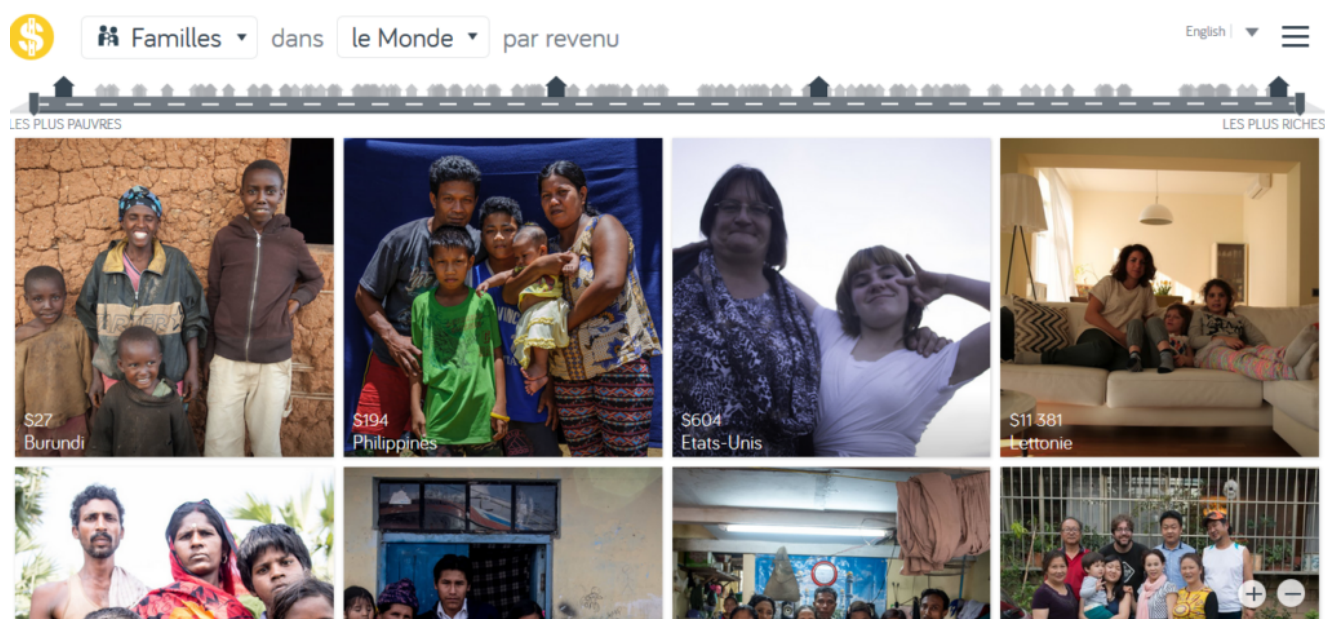 Familles dans le Monde par revenu
English
LES PLUS PAUVRES
LES PLUS RICHES
$27
Burundi
$194
Philippines
$604
Etats-Unis
$11 381
Lettonie